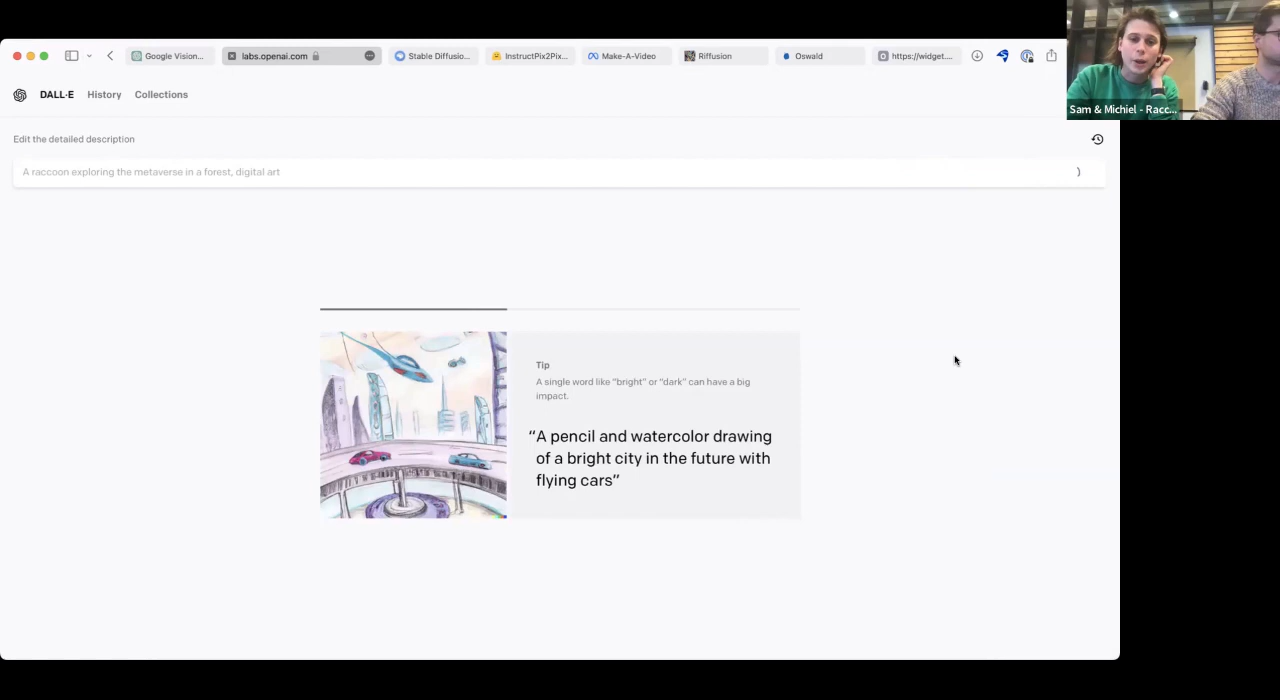 Google Vision...
labs.openai.com
Stable Diffusio...
InstructPix2Pix...
Make-A-Video
Riffusion
Oswald
https://widget....
Sam & Michiel - Racc...
DALL·E
History
Collections
Edit the detailed description
A raccoon exploring the metaverse in a forest, digital art
Tip
A single word like "bright" or "dark" can have a big
impact.
"A pencil and watercolor drawing
of a bright city in the future with
flying cars"